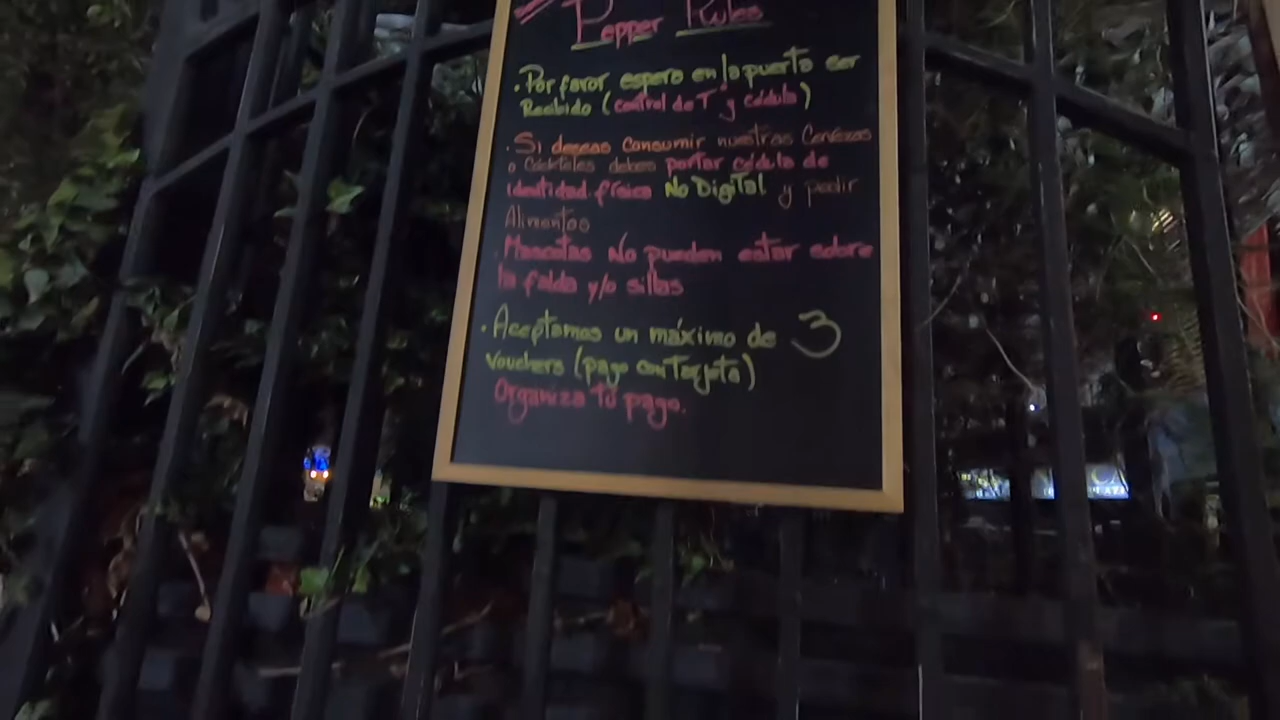 Pepper Rules
• Por favor espera en la puerta ser
Recibido (control de T° y cédula)
• Si deseas Consumir nuestras Cervezas
o Cócteles debes portar cédula de
identidad física No Digital y pedir
Alimentos
. Mascotas No pueden estar sobre
la falda y/o sillas
• Aceptamos un máximo de 3
Vouchers (pago con Tarjeta)
Organiza tú pago.